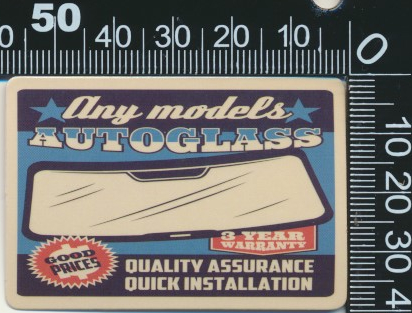 50 40 30 20 10 0
Any models
AUTOGLASS
3 YEAR
WARRANTY
GOOD
PRICES
QUALITY ASSURANCE
QUICK INSTALLATION
10 20 30